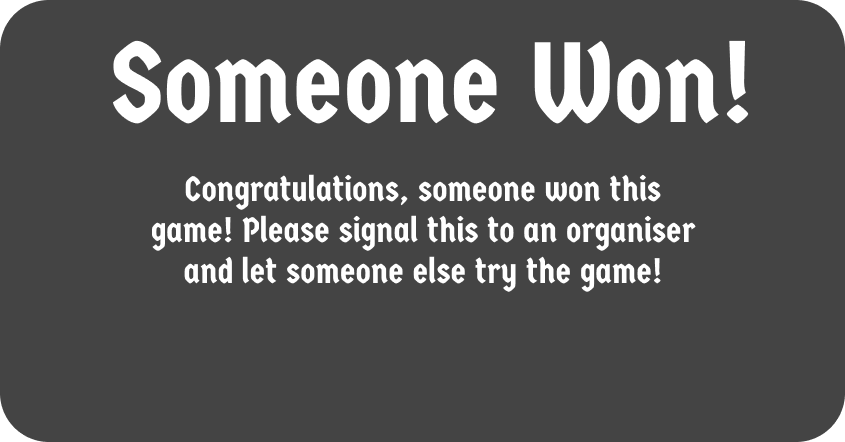 Someone Won!
Congratulations, someone won this
game! Please signal this to an organiser
and let someone else try the game!